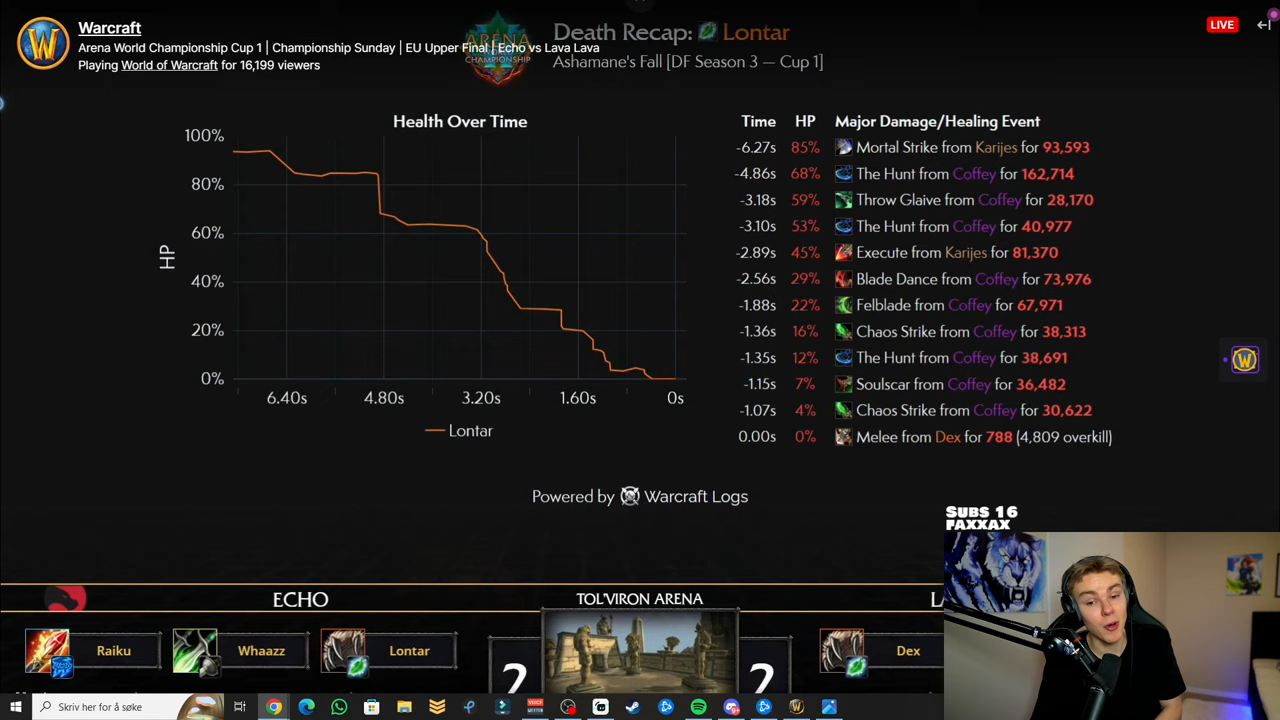 Warcraft
Arena World Championship Cup 1 | Championship Sunday | EU Upper Final | Echo vs Lava Lava
Playing World of Warcraft for 16,199 viewers
LIVE
ARENA
CHAMPIONSHIP
Death Recap: Lontar
Ashamane's Fall [DF Season 3 — Cup 1]
Health Over Time
100%
80%
60%
40%
20%
0%
HP
6.40s 4.80s 3.20s 1.60s 0s
Lontar
Time HP Major Damage/Healing Event
-6.27s 85% Mortal Strike from Karijes for 93,593
-4.86s 68% The Hunt from Coffey for 162,714
-3.18s 59% Throw Glaive from Coffey for 28,170
-3.10s 53% The Hunt from Coffey for 40,977
-2.89s 45% Execute from Karijes for 81,370
-2.56s 29% Blade Dance from Coffey for 73,976
-1.88s 22% Felblade from Coffey for 67,971
-1.36s 16% Chaos Strike from Coffey for 38,313
-1.35s 12% The Hunt from Coffey for 38,691
-1.15s 7% Soulscar from Coffey for 36,482
-1.07s 4% Chaos Strike from Coffey for 30,622
0.00s 0% Melee from Dex for 788 (4,809 overkill)
Powered by Warcraft Logs
SUBS 16
FAXXAX
ECHO
TOL'VIRON ARENA
Raiku
Whaazz
Lontar
2
2
Dex
Skriv her for å søke